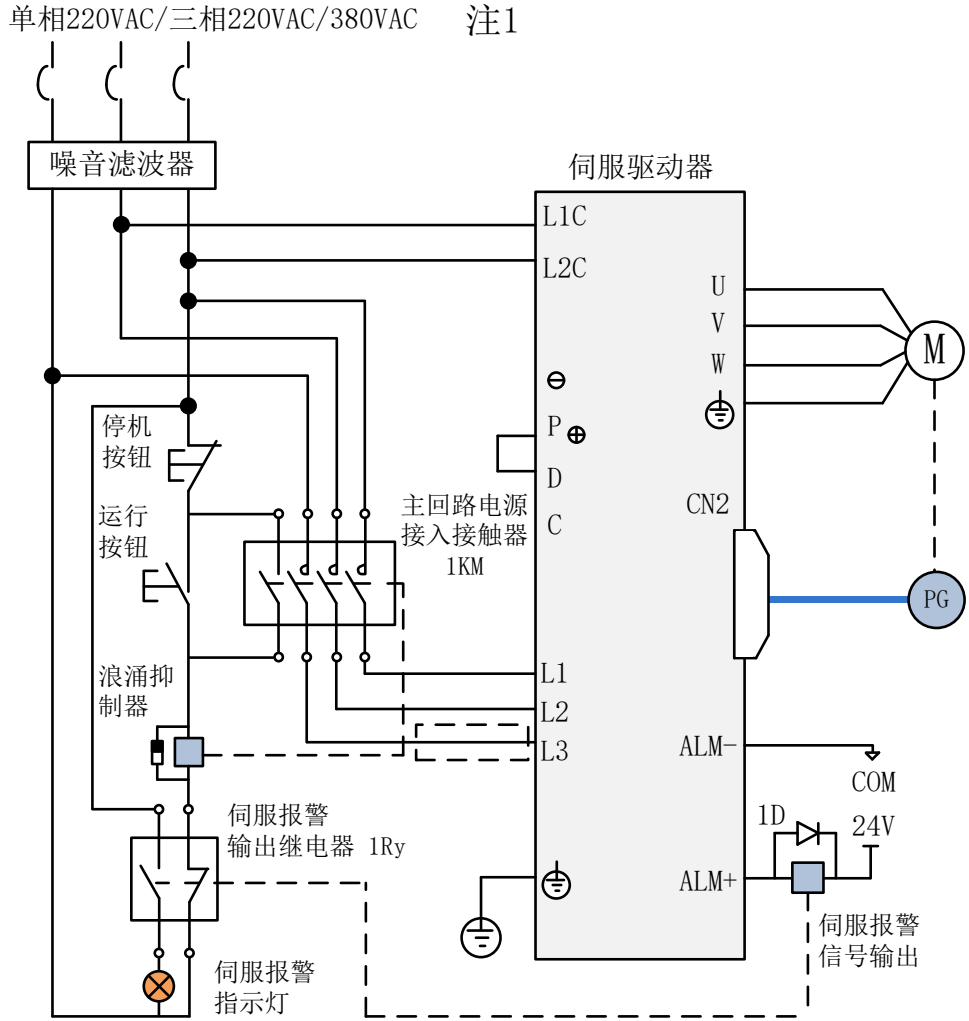 单相220VAC/三相220VAC/380VAC
注1
噪音滤波器
伺服驱动器
L1C
L2C
U
V
W
M
⊖
P ⊕
D
C
停机
按钮
主回路电源
接入接触器
1KM
CN2
运行
按钮
PG
浪涌抑
制器
L1
L2
L3
ALM-
COM
伺服报警
输出继电器 1Ry
1D
24V
ALM+
伺服报警
信号输出
伺服报警
指示灯